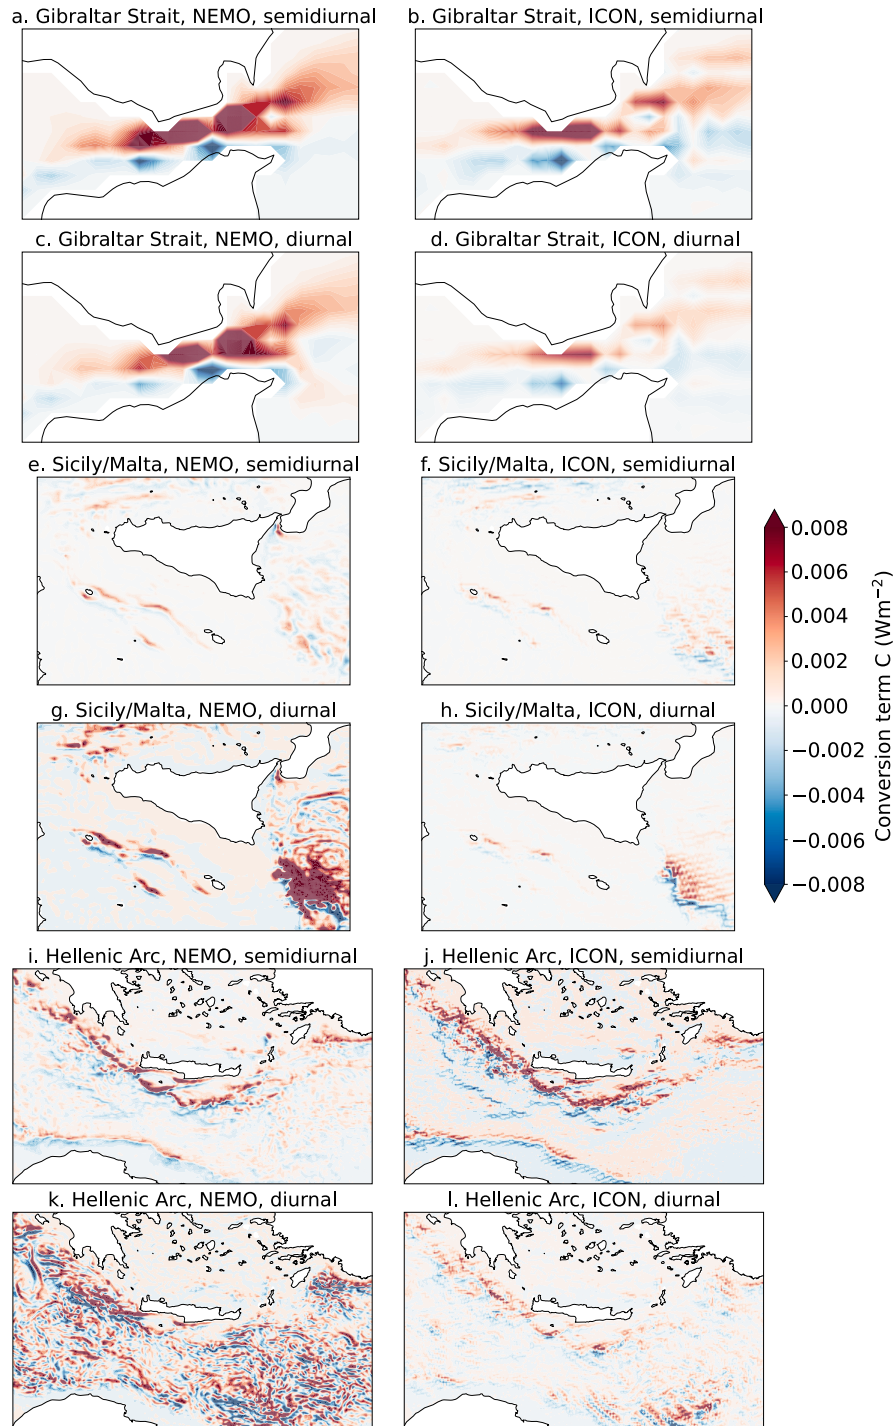 a. Gibraltar Strait, NEMO, semidiurnal
b. Gibraltar Strait, ICON, semidiurnal
c. Gibraltar Strait, NEMO, diurnal
d. Gibraltar Strait, ICON, diurnal
e. Sicily/Malta, NEMO, semidiurnal
f. Sicily/Malta, ICON, semidiurnal
g. Sicily/Malta, NEMO, diurnal
h. Sicily/Malta, ICON, diurnal
0.008
0.006
0.004
0.002
0.000
−0.002
−0.004
−0.006
−0.008
Conversion term C (Wm⁻²)
i. Hellenic Arc, NEMO, semidiurnal
j. Hellenic Arc, ICON, semidiurnal
k. Hellenic Arc, NEMO, diurnal
l. Hellenic Arc, ICON, diurnal